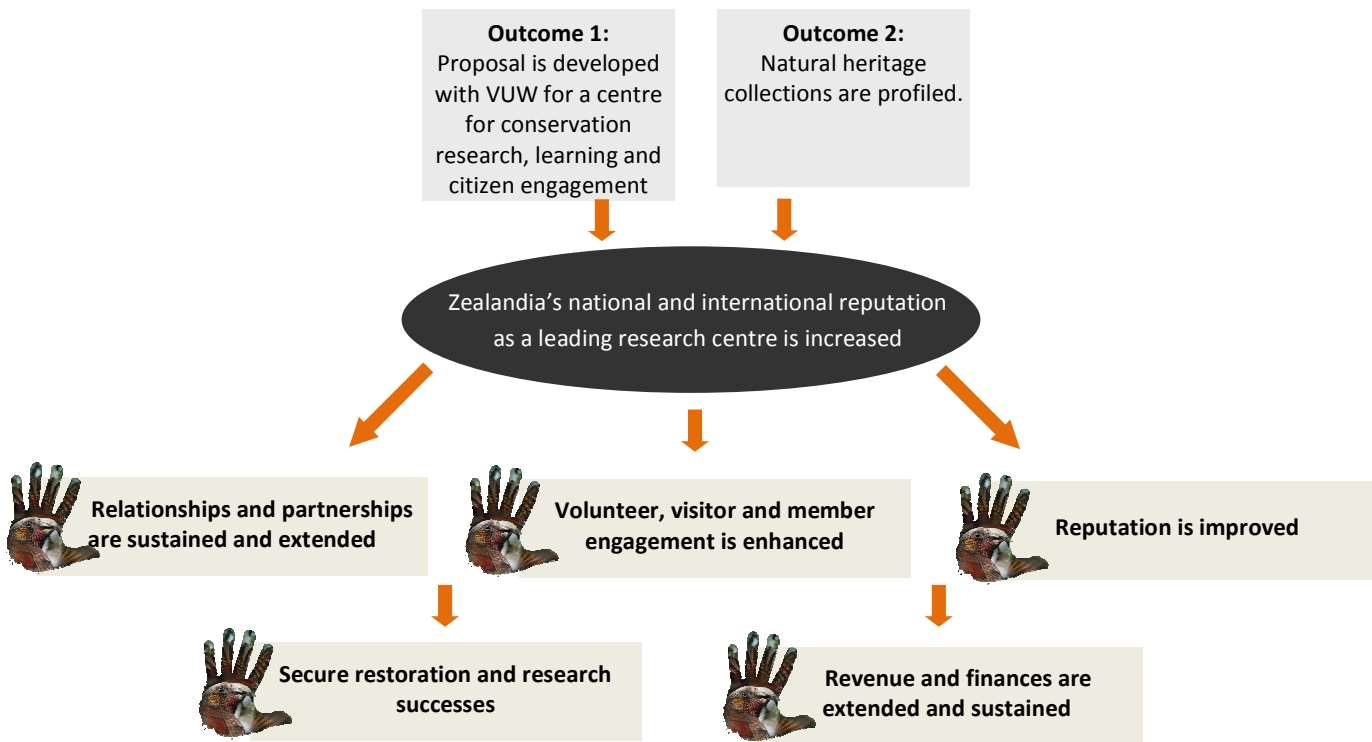 Outcome 1:
Proposal is developed
with VUW for a centre
for conservation
research, learning and
citizen engagement
Outcome 2:
Natural heritage
collections are profiled.
Zealandia’s national and international reputation
as a leading research centre is increased
Relationships and partnerships
are sustained and extended
Volunteer, visitor and member
engagement is enhanced
Reputation is improved
Secure restoration and research
successes
Revenue and finances are
extended and sustained